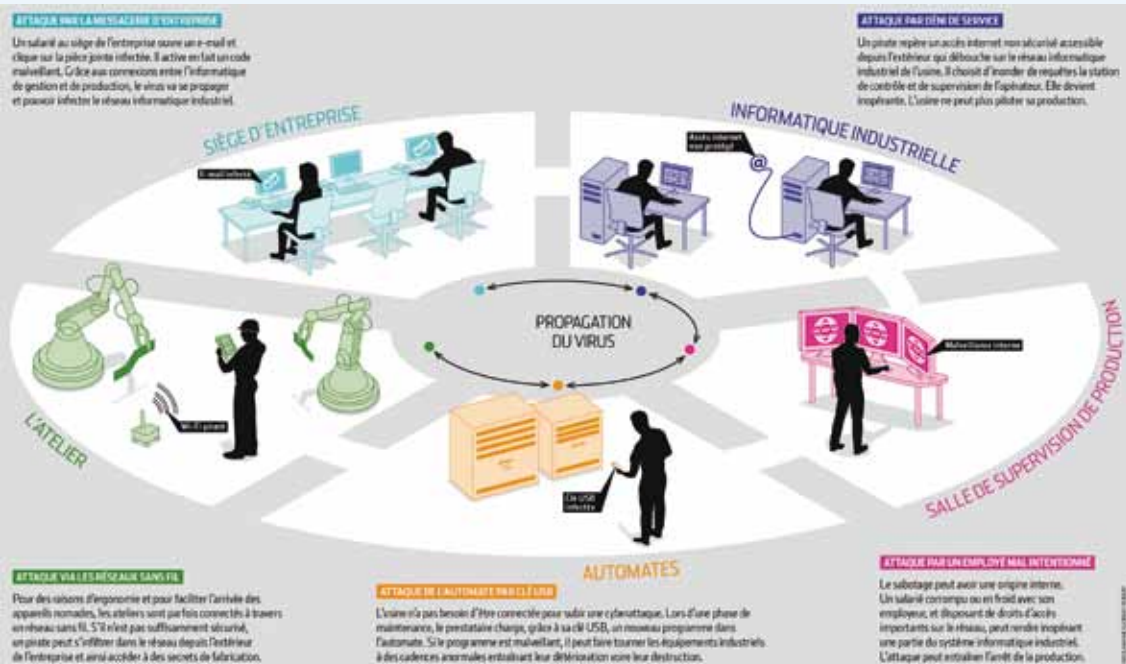 ATTAQUE PAR LA MESSAGERIE D'ENTREPRISE
Un salarié au siège de l'entreprise ouvre un e-mail et
clique sur la pièce jointe infectée. Il active en fait un code
malveillant. Grâce aux connexions entre l'informatique
de gestion et de production, le virus va se propager
et pouvoir infecter le réseau informatique industriel.
ATTAQUE PAR DÉNI DE SERVICE
Un pirate repère un accès internet non sécurisé accessible
depuis l'extérieur qui débouche sur le réseau informatique
industriel de l'usine. Il choisit d'inonder de requêtes la station
de contrôle et de supervision de l'opérateur. Elle devient
inopérante. L'usine ne peut plus piloter sa production.
SIÈGE D'ENTREPRISE
E-mail infecté
INFORMATIQUE INDUSTRIELLE
Accès internet
non protégé
@
PROPAGATION
DU VIRUS
L'ATELIER
Wi-Fi piraté
Clé USB
infectée
AUTOMATES
Malveillance interne
SALLE DE SUPERVISION DE PRODUCTION
ATTAQUE VIA LES RÉSEAUX SANS FIL
Pour des raisons d'ergonomie et pour faciliter l'arrivée des
appareils nomades, les ateliers sont parfois connectés à travers
un réseau sans fil. S'il n'est pas suffisamment sécurisé,
un pirate peut s'infiltrer dans le réseau depuis l'extérieur
de l'entreprise et ainsi accéder à des secrets de fabrication.
ATTAQUE DE L'AUTOMATE PAR CLÉ USB
L'usine n'a pas besoin d'être connectée pour subir une cyberattaque. Lors d'une phase de
maintenance, le prestataire charge, grâce à sa clé USB, un nouveau programme dans
l'automate. Si le programme est malveillant, il peut faire tourner les équipements industriels
à des cadences anormales entraînant leur détérioration voire leur destruction.
ATTAQUE PAR UN EMPLOYÉ MAL INTENTIONNÉ
Le sabotage peut avoir une origine interne.
Un salarié corrompu ou en froid avec son
employeur, et disposant de droits d'accès
importants sur le réseau, peut rendre inopérant
une partie du système informatique industriel.
L'attaque peut entraîner l'arrêt de la production.